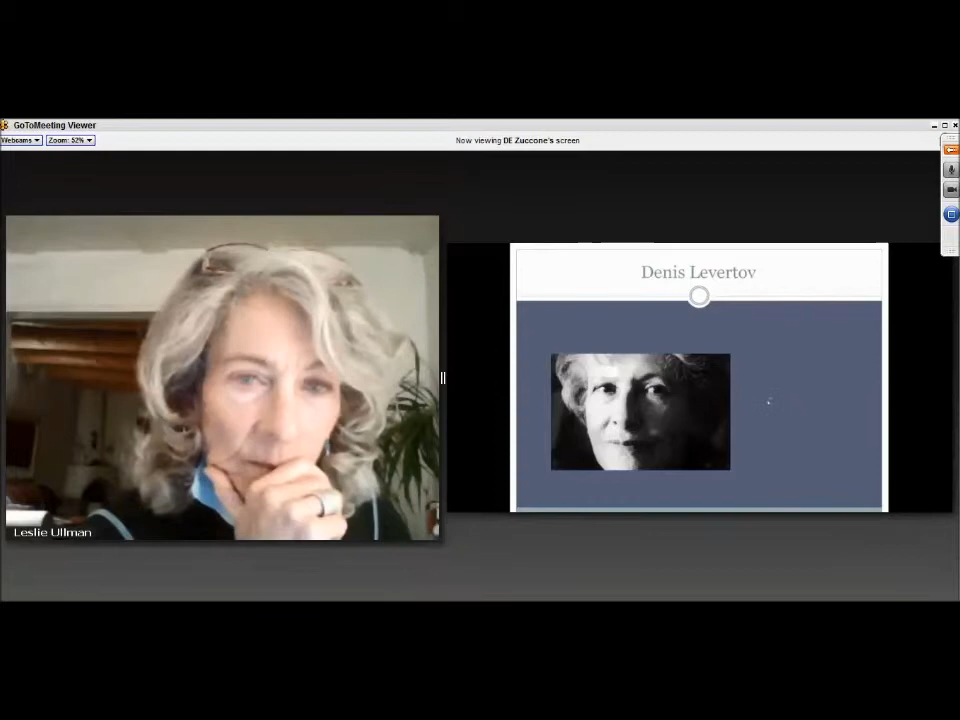 GoToMeeting Viewer
Webcams
Zoom: 52%
Now viewing DE Zuccone's screen
Denis Levertov
Leslie Ullman